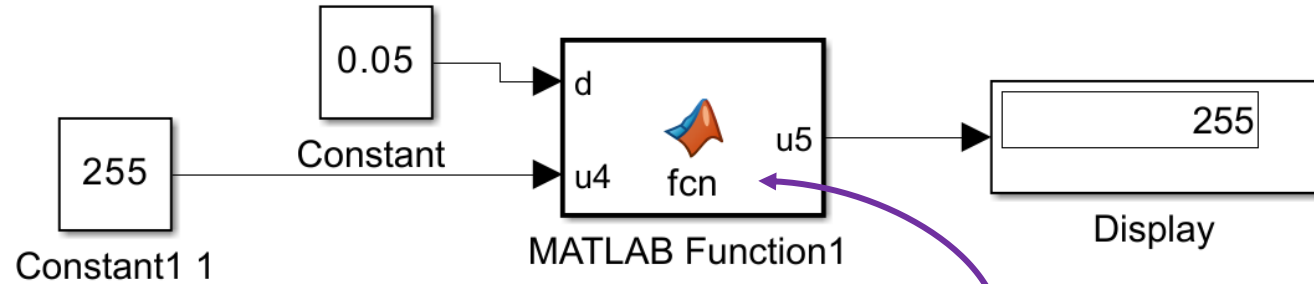 0.05
Constant
255
Constant1 1
d
u4
fcn
u5
MATLAB Function1
255
Display